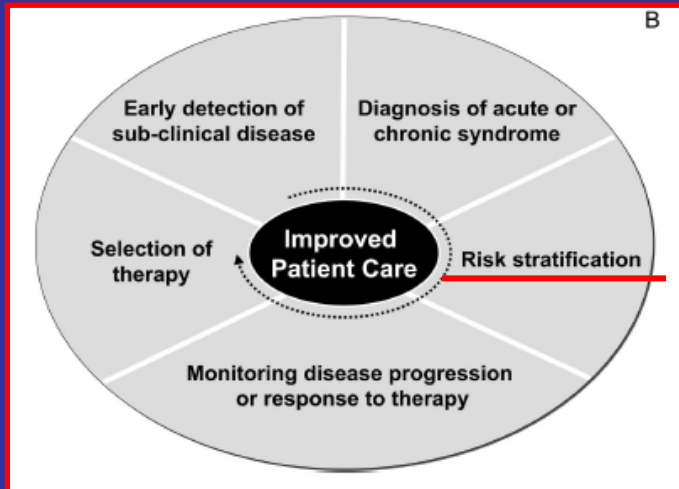 B
Early detection of
sub-clinical disease
Diagnosis of acute or
chronic syndrome
Selection of
therapy
Improved
Patient Care
Risk stratification
Monitoring disease progression
or response to therapy